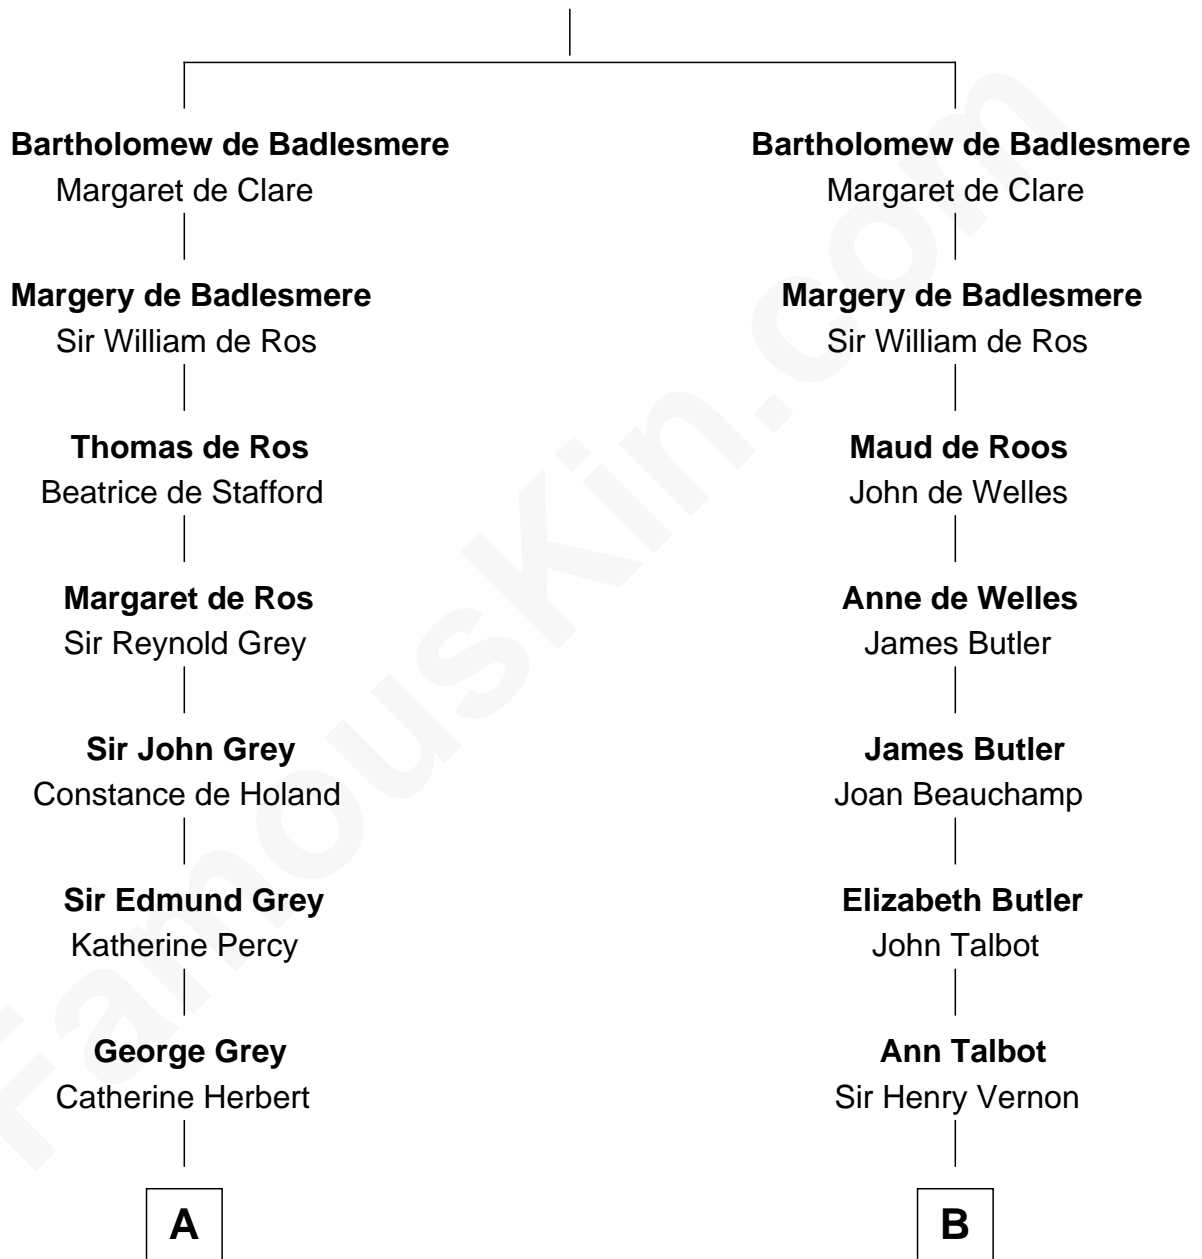 Bartholomew de Badlesmere
Margaret de Clare
Margery de Badlesmere
Sir William de Ros
Thomas de Ros
Beatrice de Stafford
Margaret de Ros
Sir Reynold Grey
Sir John Grey
Constance de Holand
Sir Edmund Grey
Katherine Percy
George Grey
Catherine Herbert
A
Bartholomew de Badlesmere
Margaret de Clare
Margery de Badlesmere
Sir William de Ros
Maud de Roos
John de Welles
Anne de Welles
James Butler
James Butler
Joan Beauchamp
Elizabeth Butler
John Talbot
Ann Talbot
Sir Henry Vernon
B
FamousKin.com